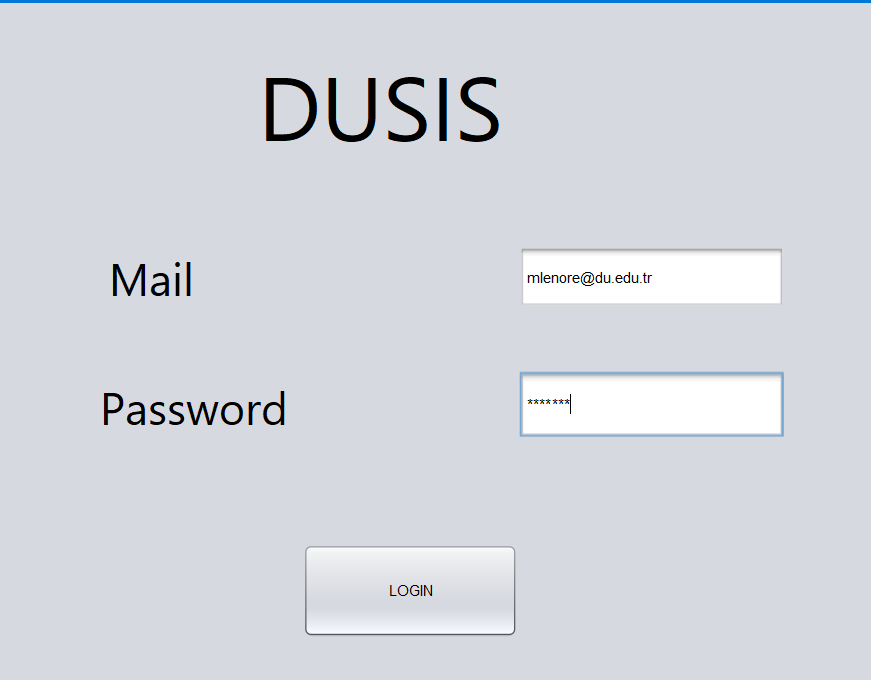 DUSIS
Mail
mlenore@du.edu.tr
Password
*******
LOGIN